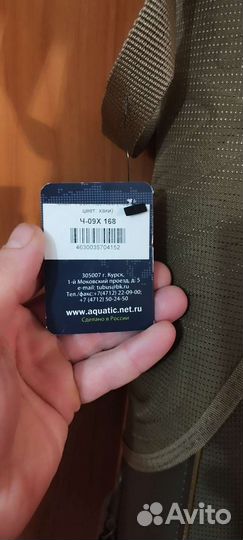 цвет: хаки)
Ч-09Х 168
4630035704152
305007 г. Курск,
1-й Моковский проезд, д. 5
e-mail: tubus@bk.ru
Тел./факс:+7(4712) 22-09-00;
+7 (4712) 50-24-50
www.aquatic.net.ru
Сделано в России
Avito